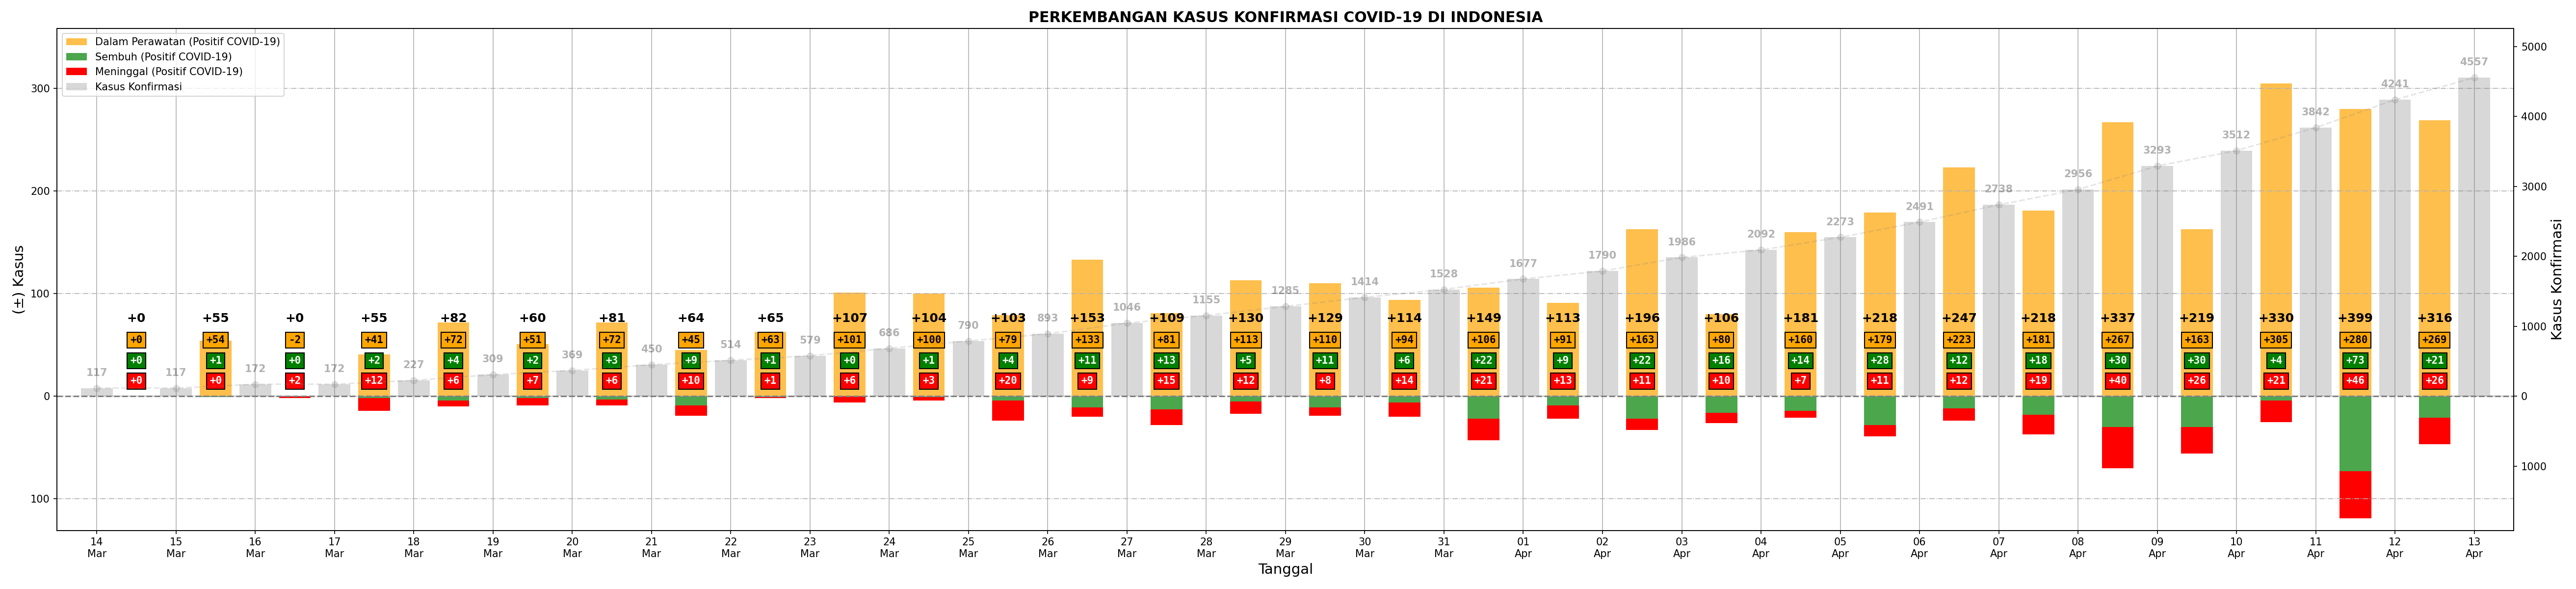 PERKEMBANGAN KASUS KONFIRMASI COVID-19 DI INDONESIA
Dalam Perawatan (Positif COVID-19)
Sembuh (Positif COVID-19)
Meninggal (Positif COVID-19)
Kasus Konfirmasi
(±) Kasus
300
200
100
0
100
Kasus Konfirmasi
5000
4000
3000
2000
1000
0
1000
117 117 172 172 227 309 369 450 514 579 686 790 893 1046 1155 1285 1414 1528 1677 1790 1986 2092 2273 2491 2738 2956 3293 3512 3842 4241 4557
+0 +55 +0 +55 +82 +60 +81 +64 +65 +107 +104 +103 +153 +109 +130 +129 +114 +149 +113 +196 +106 +181 +218 +247 +218 +337 +219 +330 +399 +316
+0 +54 -2 +41 +72 +51 +72 +45 +63 +101 +100 +79 +133 +81 +113 +110 +94 +106 +91 +163 +80 +160 +179 +223 +181 +267 +163 +305 +280 +269
+0 +1 +0 +2 +4 +2 +3 +9 +1 +0 +1 +4 +11 +13 +5 +11 +6 +22 +9 +22 +16 +14 +28 +12 +18 +30 +30 +4 +73 +21
+0 +0 +2 +12 +6 +7 +6 +10 +1 +6 +3 +20 +9 +15 +12 +8 +14 +21 +13 +11 +10 +7 +11 +12 +19 +40 +26 +21 +46 +26
14 15 16 17 18 19 20 21 22 23 24 25 26 27 28 29 30 31 01 02 03 04 05 06 07 08 09 10 11 12 13
Mar Mar Mar Mar Mar Mar Mar Mar Mar Mar Mar Mar Mar Mar Mar Mar Mar Mar Apr Apr Apr Apr Apr Apr Apr Apr Apr Apr Apr Apr Apr
Tanggal